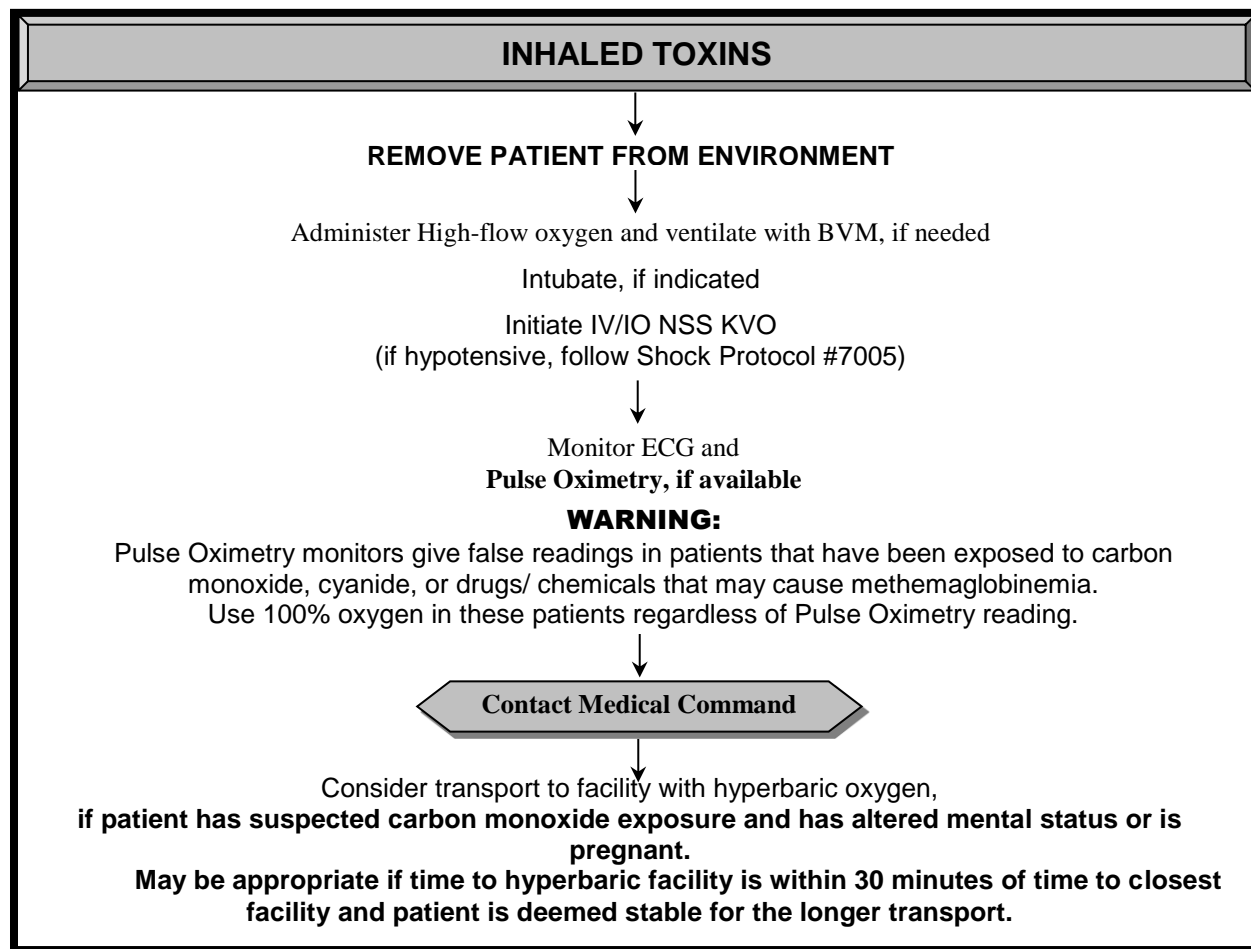 INHALED TOXINS
REMOVE PATIENT FROM ENVIRONMENT
Administer High-flow oxygen and ventilate with BVM, if needed
Intubate, if indicated
Initiate IV/IO NSS KVO
(if hypotensive, follow Shock Protocol #7005)
Monitor ECG and
Pulse Oximetry, if available
WARNING:
Pulse Oximetry monitors give false readings in patients that have been exposed to carbon
monoxide, cyanide, or drugs/ chemicals that may cause methemaglobinemia.
Use 100% oxygen in these patients regardless of Pulse Oximetry reading.
Contact Medical Command
Consider transport to facility with hyperbaric oxygen,
if patient has suspected carbon monoxide exposure and has altered mental status or is
pregnant.
May be appropriate if time to hyperbaric facility is within 30 minutes of time to closest
facility and patient is deemed stable for the longer transport.